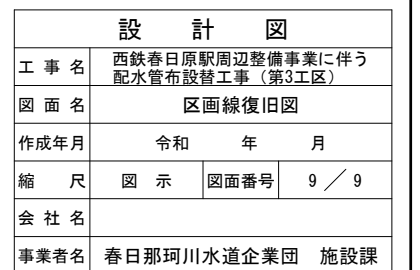 設計図
工事名 西鉄春日原駅周辺整備事業に伴う
配水管布設替工事（第3工区）
図面名 区画線復旧図
作成年月 令和 年 月
縮尺 図示 図面番号 9／9
会社名
事業者名 春日那珂川水道企業団 施設課